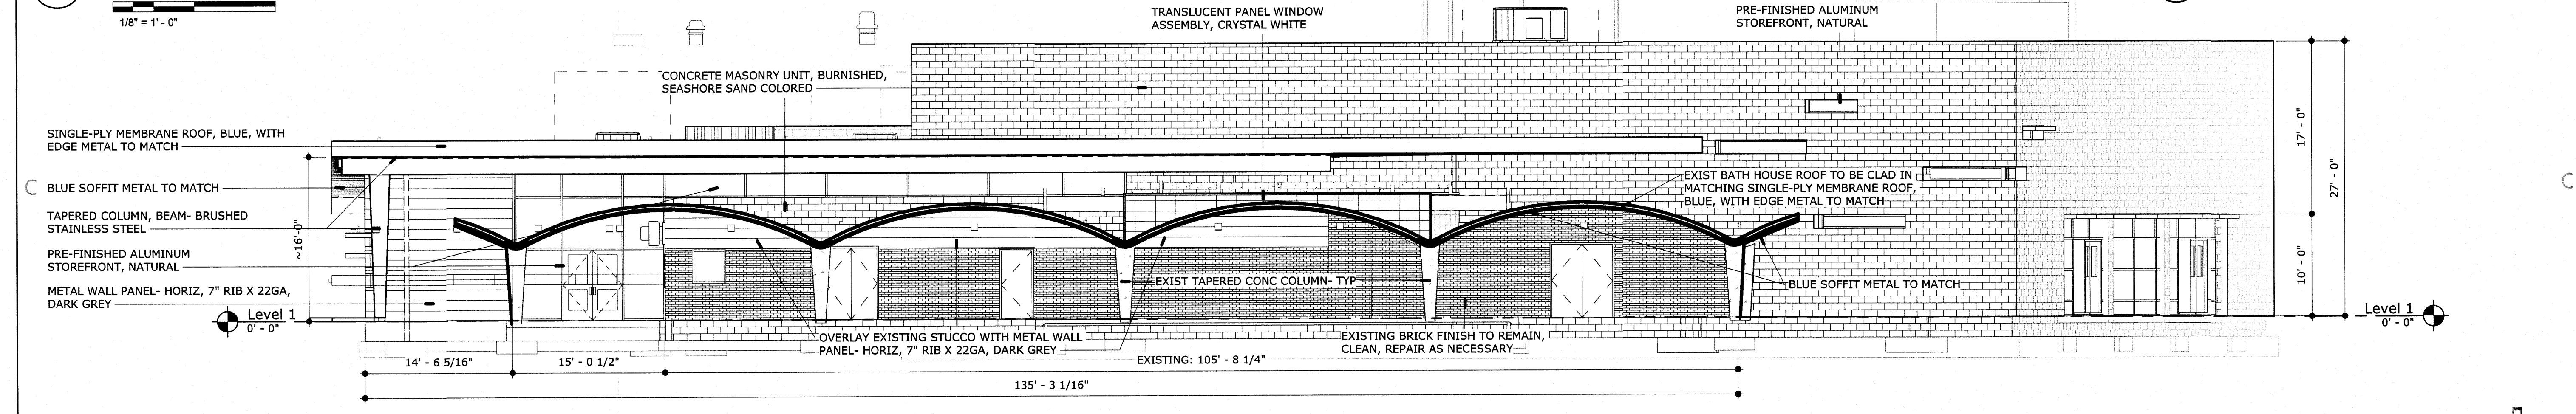 1/8" = 1' - 0"
TRANSLUCENT PANEL WINDOW
ASSEMBLY, CRYSTAL WHITE
PRE-FINISHED ALUMINUM
STOREFRONT, NATURAL
CONCRETE MASONRY UNIT, BURNISHED,
SEASHORE SAND COLORED
SINGLE-PLY MEMBRANE ROOF, BLUE, WITH
EDGE METAL TO MATCH
C
BLUE SOFFIT METAL TO MATCH
TAPERED COLUMN, BEAM- BRUSHED
STAINLESS STEEL
PRE-FINISHED ALUMINUM
STOREFRONT, NATURAL
METAL WALL PANEL- HORIZ, 7" RIB X 22GA,
DARK GREY
~16'-0"
Level 1
0' - 0"
EXIST BATH HOUSE ROOF TO BE CLAD IN
MATCHING SINGLE-PLY MEMBRANE ROOF,
BLUE, WITH EDGE METAL TO MATCH
EXIST TAPERED CONC COLUMN- TYP
BLUE SOFFIT METAL TO MATCH
17' - 0"
27' - 0"
10' - 0"
C
Level 1
0' - 0"
OVERLAY EXISTING STUCCO WITH METAL WALL
PANEL- HORIZ, 7" RIB X 22GA, DARK GREY
EXISTING BRICK FINISH TO REMAIN,
CLEAN, REPAIR AS NECESSARY
14' - 6 5/16"
15' - 0 1/2"
EXISTING: 105' - 8 1/4"
135' - 3 1/16"